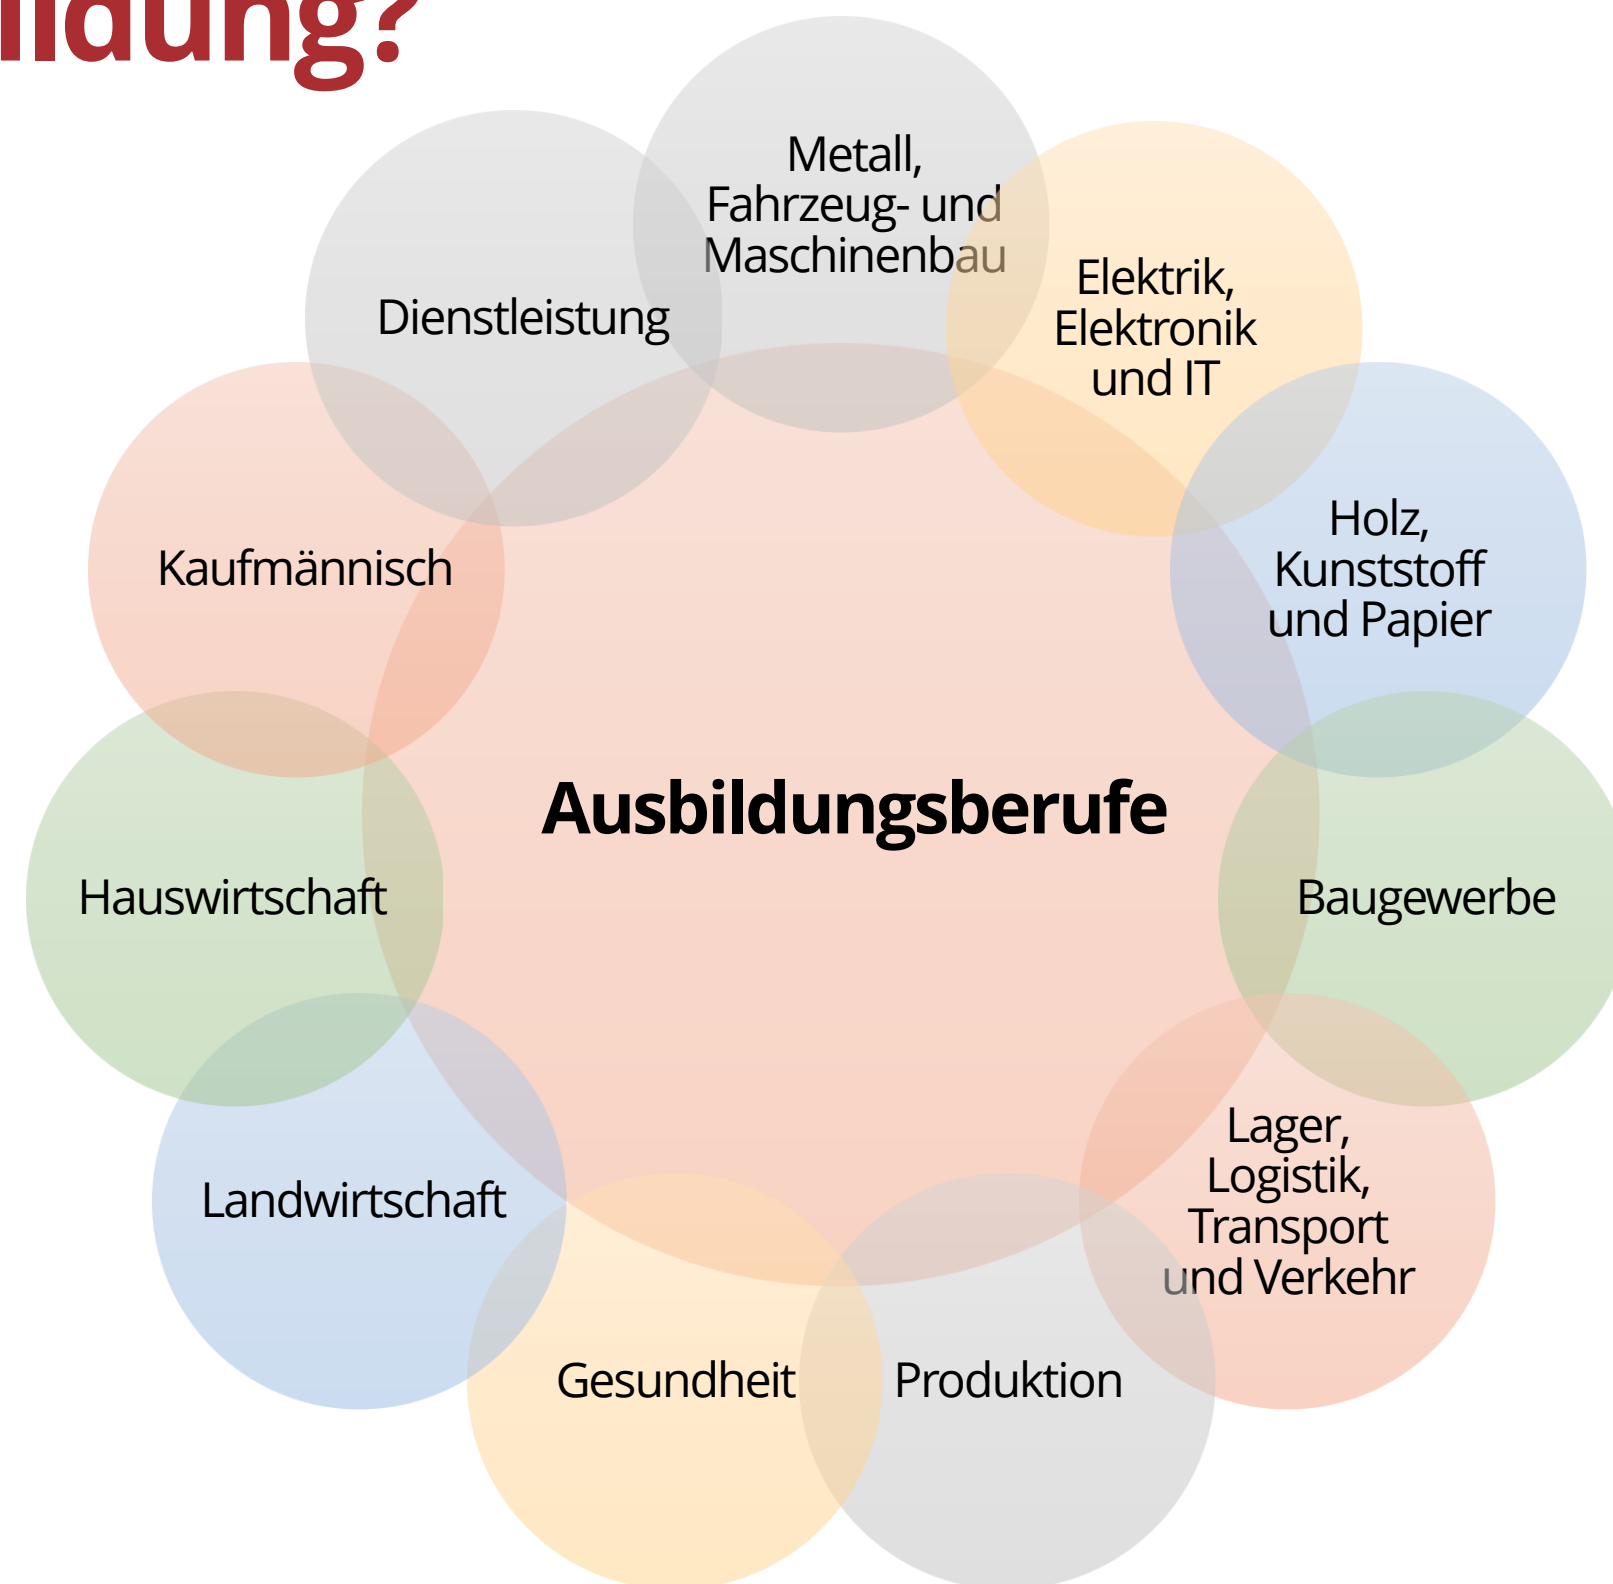 ildung?
Metall,
Fahrzeug- und
Maschinenbau
Elektrik,
Elektronik
und IT
Holz,
Kunststoff
und Papier
Baugewerbe
Lager,
Logistik,
Transport
und Verkehr
Produktion
Gesundheit
Landwirtschaft
Hauswirtschaft
Kaufmännisch
Dienstleistung
Ausbildungsberufe